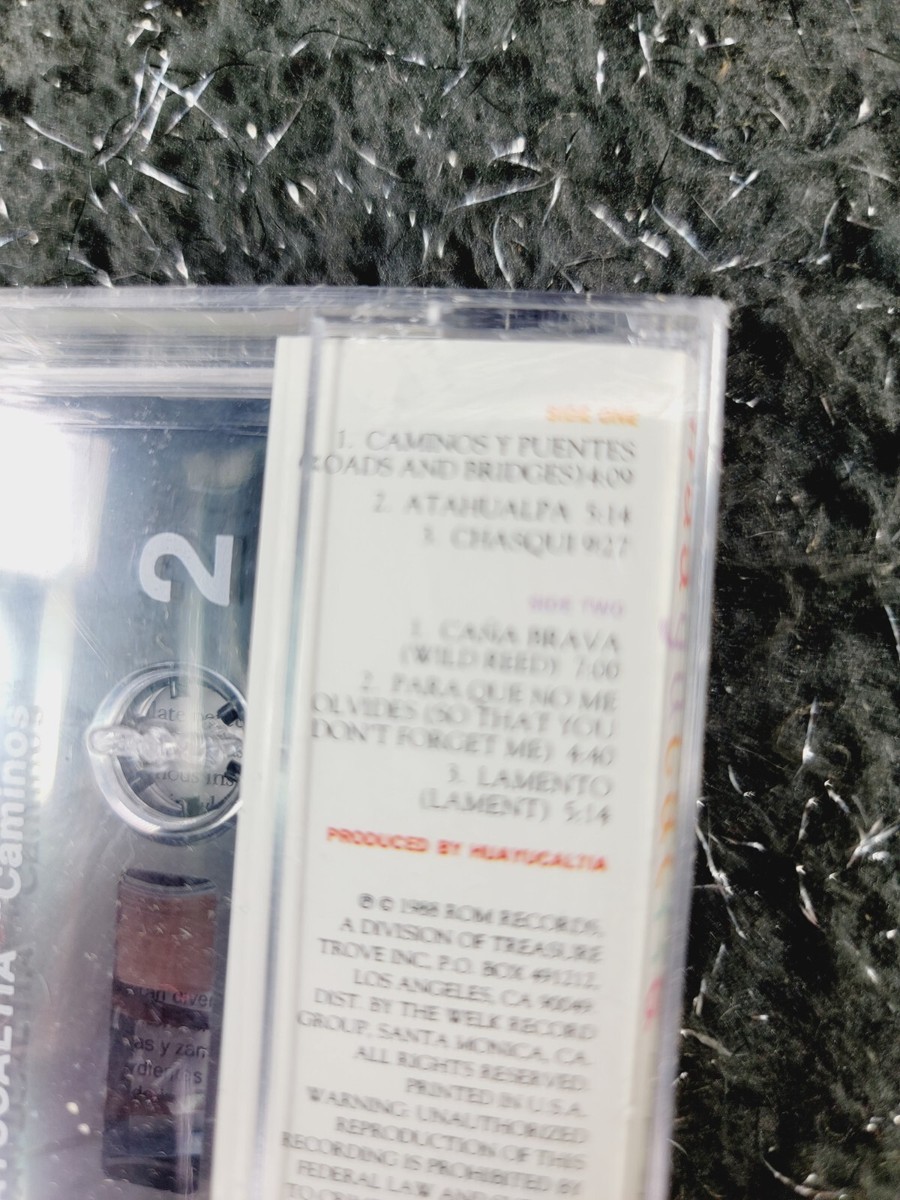 SIDE ONE
1. CAMINOS Y PUENTES
ROADS AND BRIDGES)14:09
2. ATAHUALPA 5:14
3. CHASQUI 9:27
SIDE TWO
1. CAÑA BRAVA
(WILD REED) 7:00
2. PARA QUE NO ME
OLVIDES (SO THAT YOU
DON'T FORGET ME) 4:40
3. LAMENTO
(LAMENT) 5:14
PRODUCED BY HUAYUCALTIA
℗ © 1988 ROM RECORDS,
A DIVISION OF TREASURE
TROVE INC, P.O. BOX 491212,
LOS ANGELES, CA 90049.
DIST. BY THE WELK RECORD
GROUP, SANTA MONICA, CA.
ALL RIGHTS RESERVED.
PRINTED IN U.S.A.
WARNING: UNAUTHORIZED
REPRODUCTION OF THIS
RECORDING IS PROHIBITED BY
FEDERAL LAW AND
2
Caminos